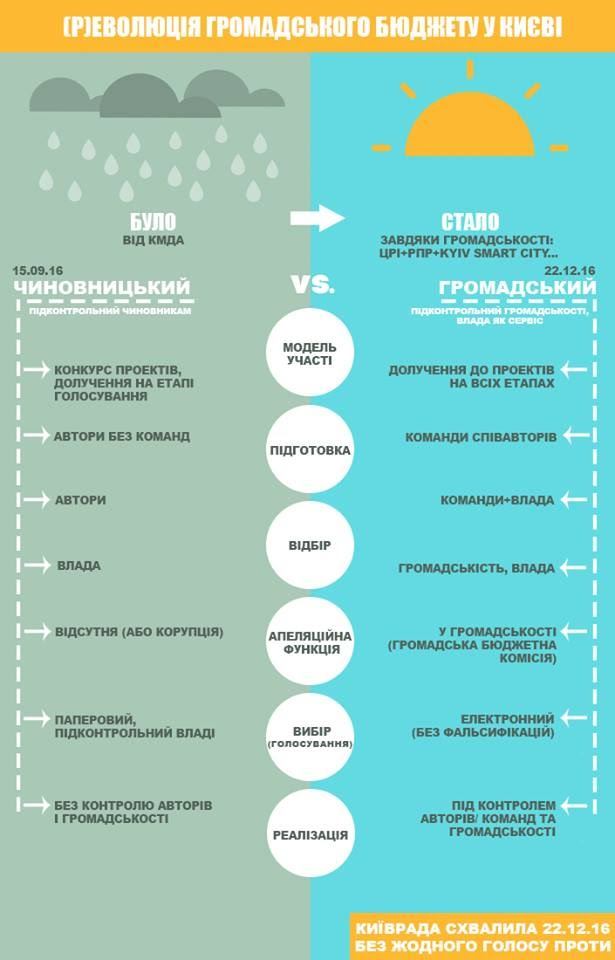 (Р)ЕВОЛЮЦІЯ ГРОМАДСЬКОГО БЮДЖЕТУ У КИЄВІ
БУЛО
ВІД КМДА
СТАЛО
ЗАВДЯКИ ГРОМАДСЬКОСТІ:
ЦРІ+РПР+KYIV SMART CITY...
15.09.16
ЧИНОВНИЦЬКИЙ
ПІДКОНТРОЛЬНИЙ ЧИНОВНИКАМ
VS.
22.12.16
ГРОМАДСЬКИЙ
ПІДКОНТРОЛЬНИЙ ГРОМАДСЬКОСТІ,
ВЛАДА ЯК СЕРВІС
МОДЕЛЬ
УЧАСТІ
КОНКУРС ПРОЕКТІВ,
ДОЛУЧЕННЯ НА ЕТАПІ
ГОЛОСУВАННЯ
ДОЛУЧЕННЯ ДО ПРОЕКТІВ
НА ВСІХ ЕТАПАХ
АВТОРИ БЕЗ КОМАНД
ПІДГОТОВКА
КОМАНДИ СПІВАВТОРІВ
АВТОРИ
КОМАНДИ+ВЛАДА
ВІДБІР
ВЛАДА
ГРОМАДСЬКІСТЬ, ВЛАДА
ВІДСУТНЯ (АБО КОРУПЦІЯ)
АПЕЛЯЦІЙНА
ФУНКЦІЯ
У ГРОМАДСЬКОСТІ
(ГРОМАДСЬКА БЮДЖЕТНА
КОМІСІЯ)
ПАПЕРОВИЙ,
ПІДКОНТРОЛЬНИЙ ВЛАДІ
ВИБІР
(ГОЛОСУВАННЯ)
ЕЛЕКТРОННИЙ
(БЕЗ ФАЛЬСИФІКАЦІЙ)
БЕЗ КОНТРОЛЮ АВТОРІВ
І ГРОМАДСЬКОСТІ
РЕАЛІЗАЦІЯ
ПІД КОНТРОЛЕМ
АВТОРІВ/ КОМАНД ТА
ГРОМАДСЬКОСТІ
КИЇВРАДА СХВАЛИЛА 22.12.16
БЕЗ ЖОДНОГО ГОЛОСУ ПРОТИ